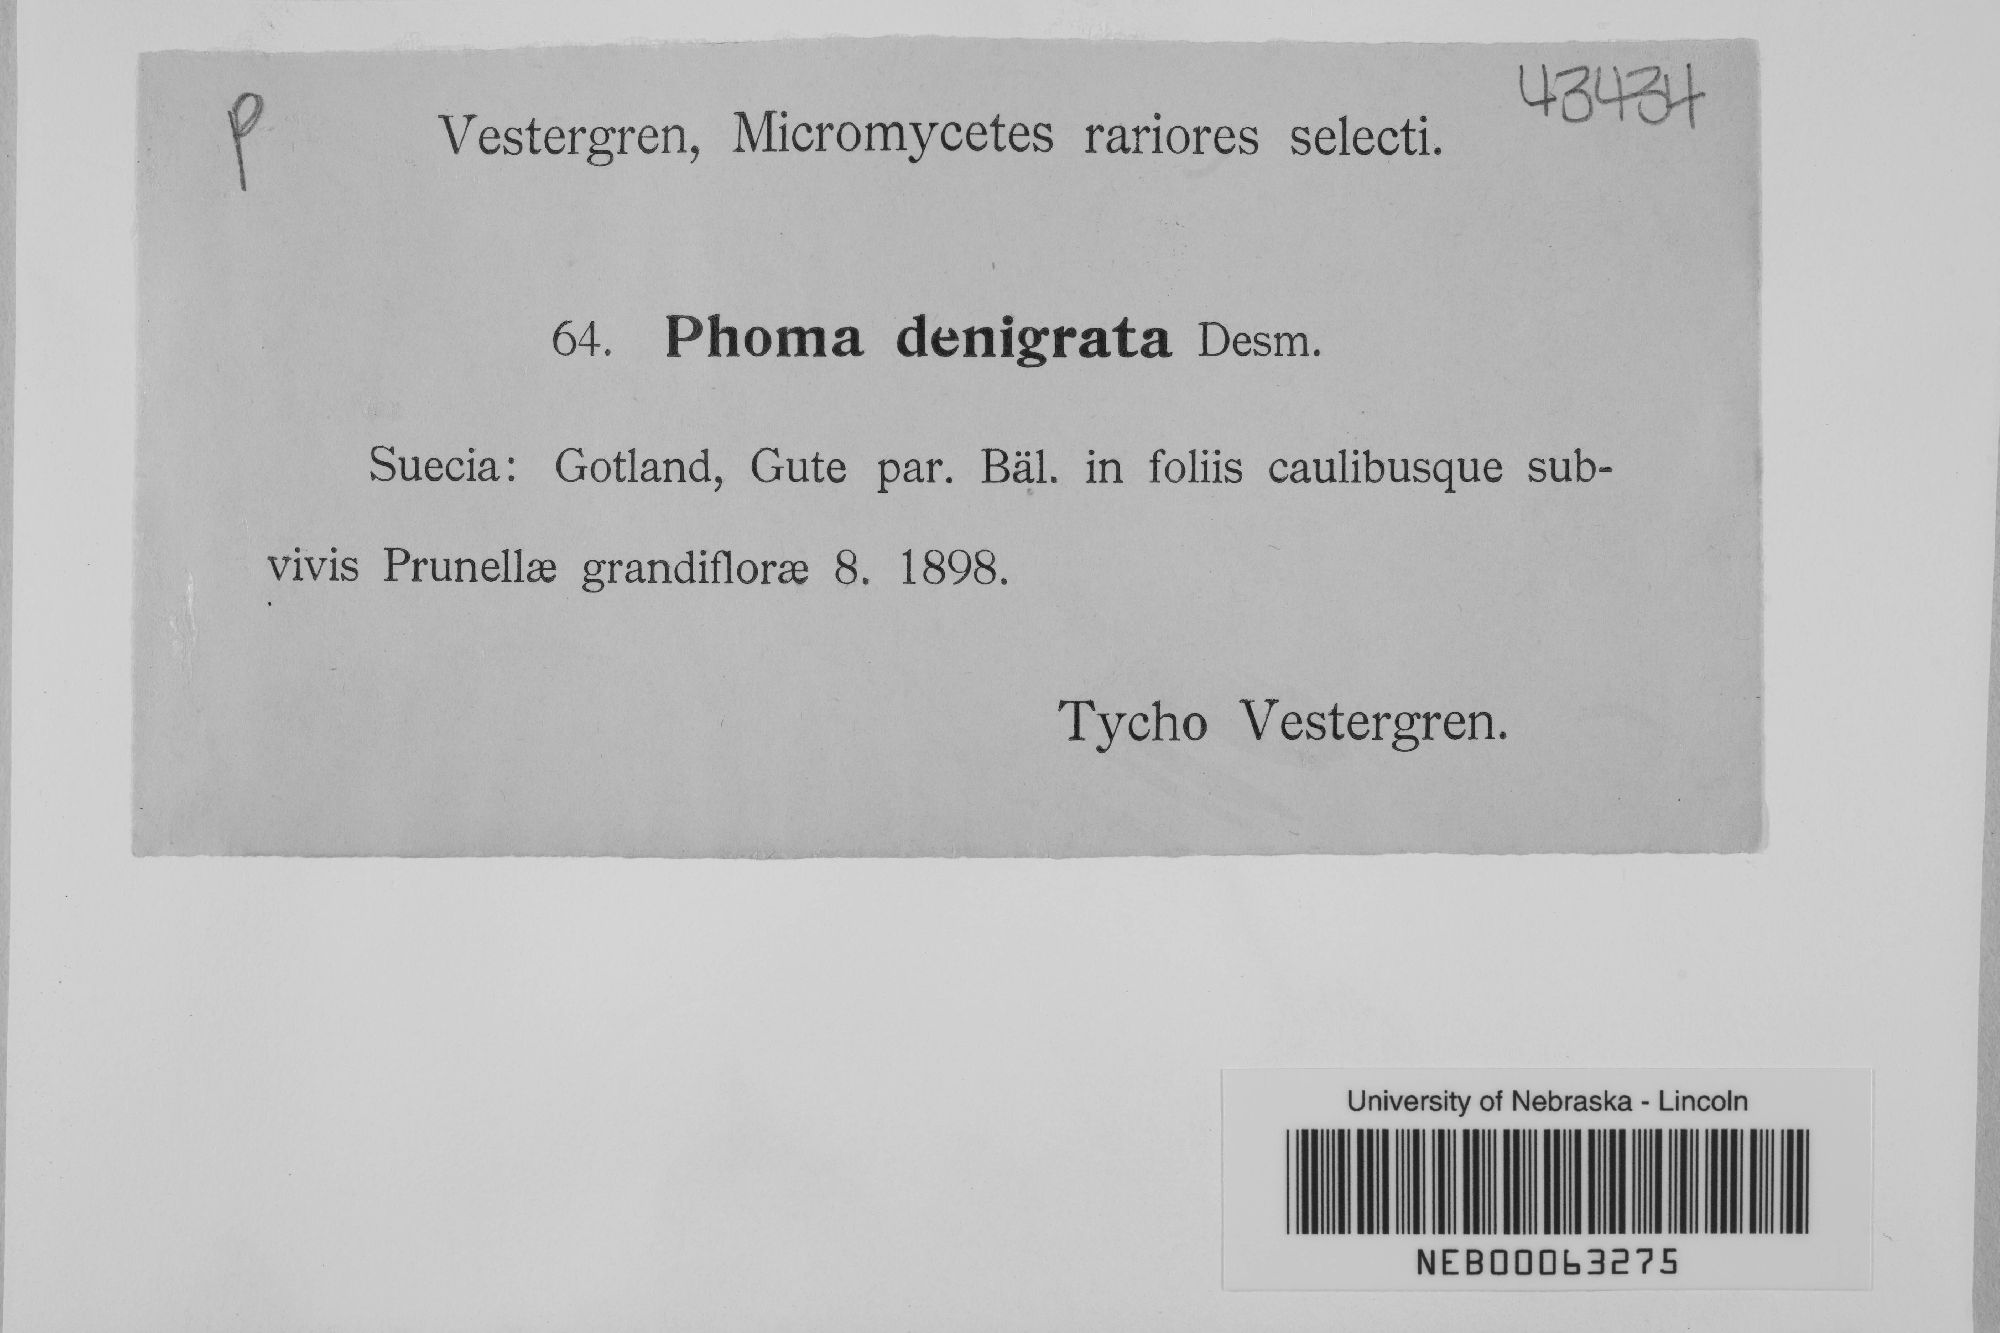 P
43434
Vestergren, Micromycetes rariores selecti.
64. Phoma denigrata Desm.
Suecia: Gotland, Gute par. Bäl. in foliis caulibusque sub-
vivis Prunellæ grandifloræ 8. 1898.
Tycho Vestergren.
University of Nebraska - Lincoln
NEB00063275